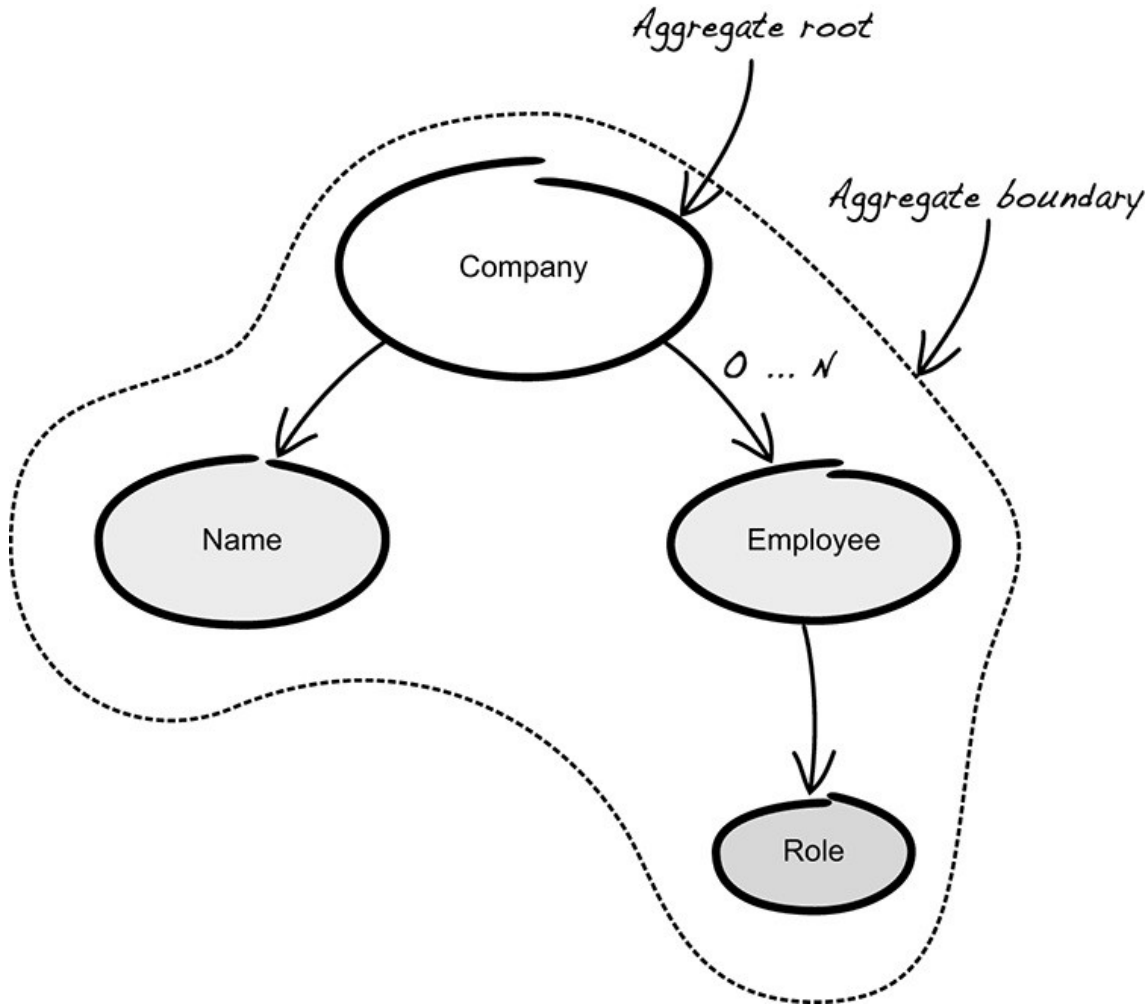 Aggregate root
Aggregate boundary
Company
0 ... N
Name
Employee
Role